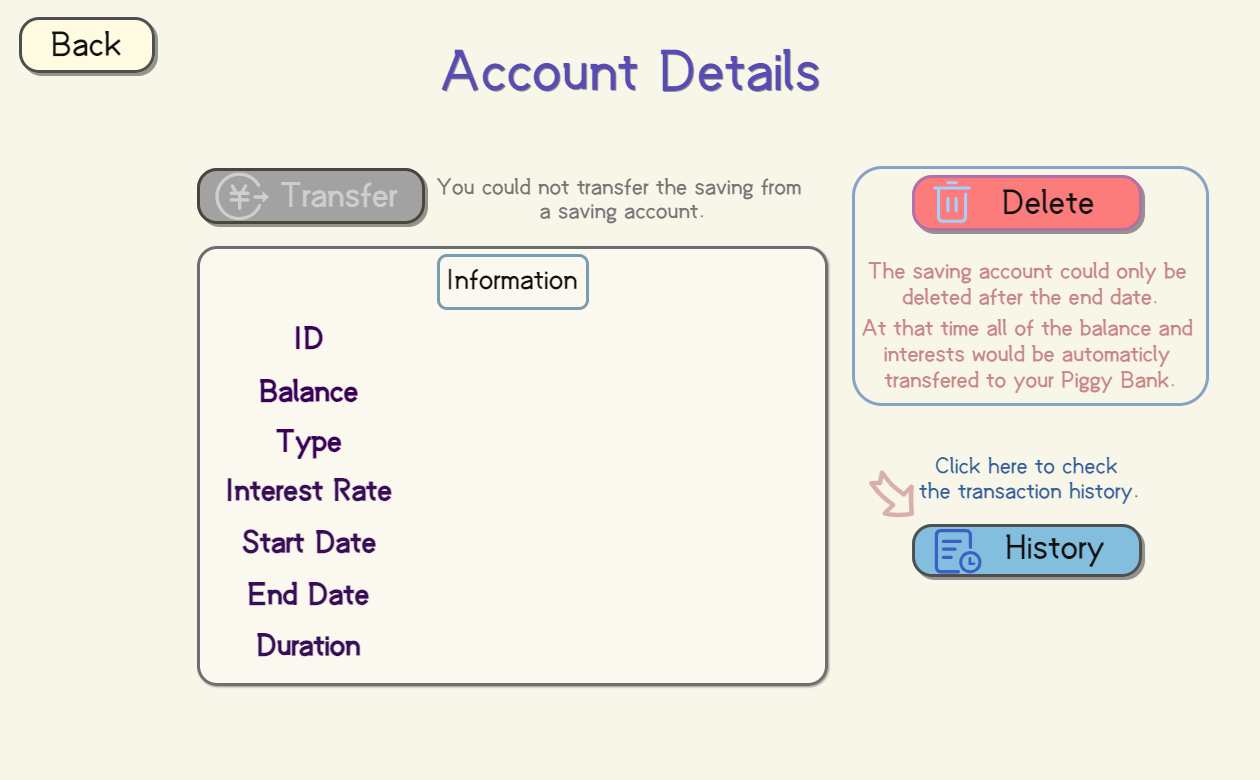 Back
Account Details
¥ Transfer
You could not transfer the saving from
a saving account.
Information
ID
Balance
Type
Interest Rate
Start Date
End Date
Duration
Delete
The saving account could only be
deleted after the end date.
At that time all of the balance and
interests would be automaticly
transfered to your Piggy Bank.
Click here to check
the transaction history.
History